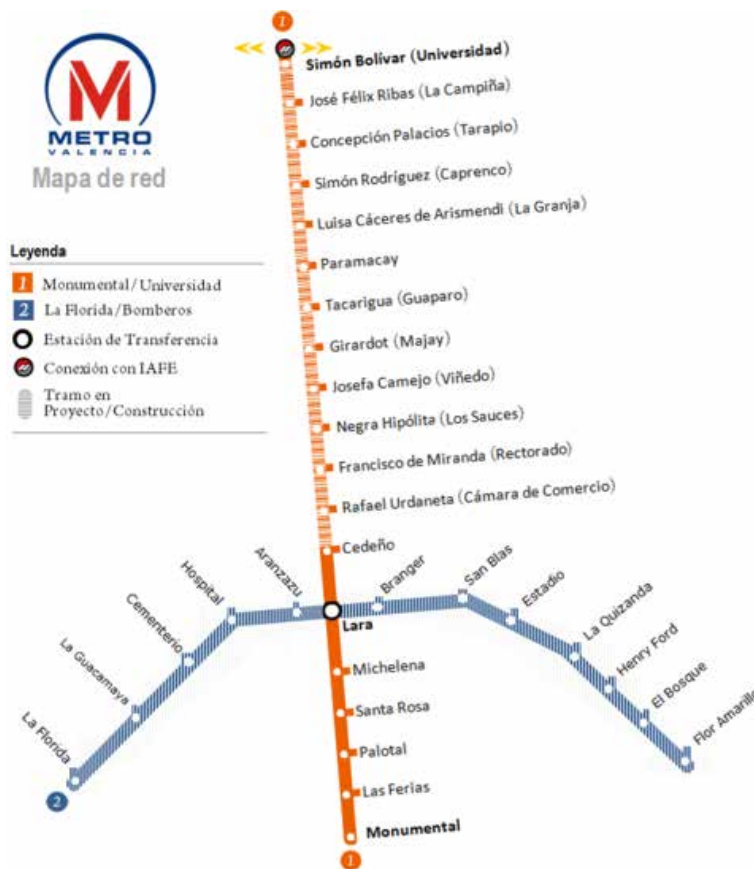 1
Simón Bolívar (Universidad)
José Félix Ribas (La Campiña)
METRO
VALENCIA
Mapa de red
Concepción Palacios (Tarapio)
Simón Rodríguez (Caprenco)
Luisa Cáceres de Arismendi (La Granja)
Paramacay
Tacarigua (Guaparo)
Girardot (Majay)
Josefa Camejo (Viñedo)
Negra Hipólita (Los Sauces)
Francisco de Miranda (Rectorado)
Rafael Urdaneta (Cámara de Comercio)
Cedeño
Leyenda
1 Monumental/Universidad
2 La Florida/Bomberos
Estación de Transferencia
Conexión con IAFE
Tramo en
Proyecto/Construcción
La Florida
La Guacamaya
Cementerio
Hospital
Aranzazu
Lara
Branger
San Blas
Estadio
La Quizanda
Henry Ford
El Bosque
Flor Amarillo
2
Michelena
Santa Rosa
Palotal
Las Ferias
Monumental
1